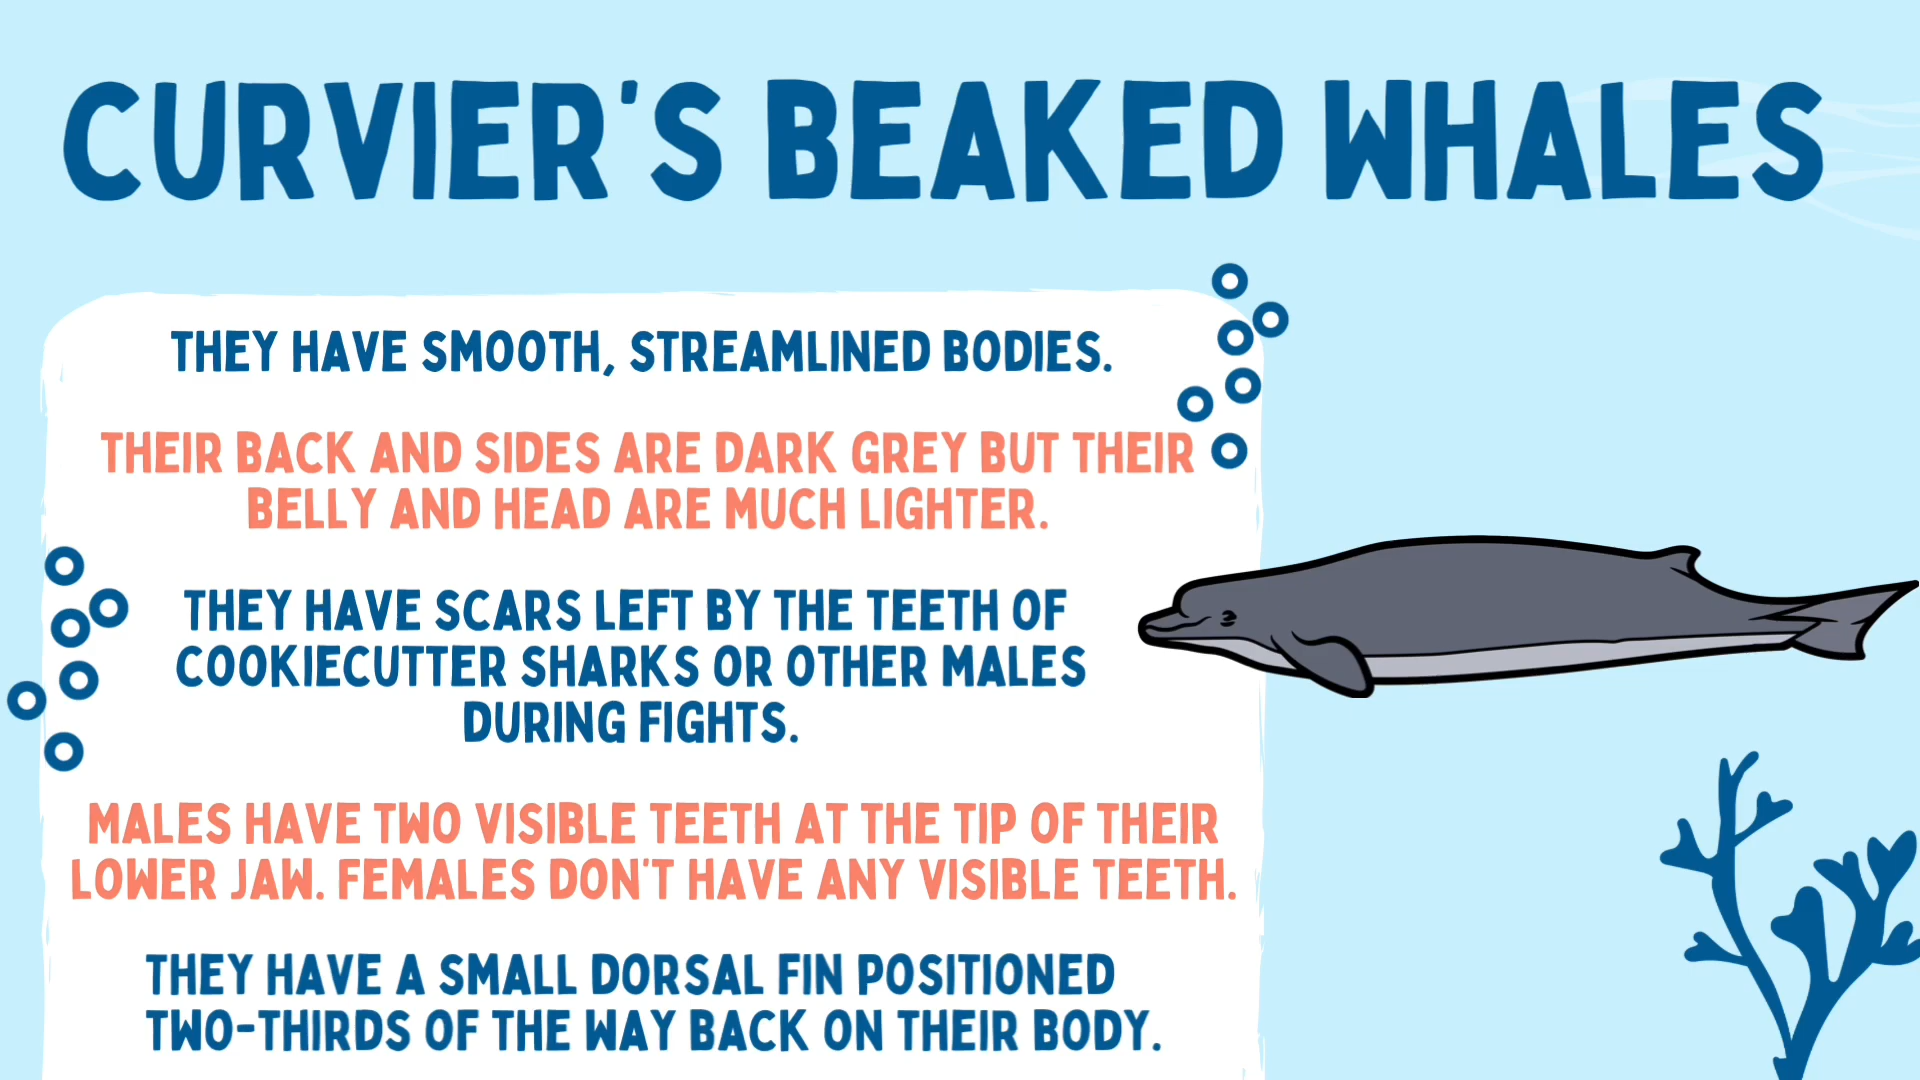 CURVIER'S BEAKED WHALES
THEY HAVE SMOOTH, STREAMLINED BODIES.
THEIR BACK AND SIDES ARE DARK GREY BUT THEIR
BELLY AND HEAD ARE MUCH LIGHTER.
THEY HAVE SCARS LEFT BY THE TEETH OF
COOKIECUTTER SHARKS OR OTHER MALES
DURING FIGHTS.
MALES HAVE TWO VISIBLE TEETH AT THE TIP OF THEIR
LOWER JAW. FEMALES DON'T HAVE ANY VISIBLE TEETH.
THEY HAVE A SMALL DORSAL FIN POSITIONED
TWO-THIRDS OF THE WAY BACK ON THEIR BODY.